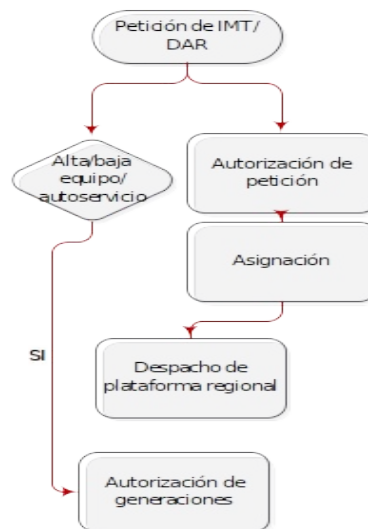 Petición de IMT/
DAR
Alta/baja
equipo/
autoservicio
Autorización de
petición
Asignación
SI
Despacho de
plataforma regional
Autorización de
generaciones